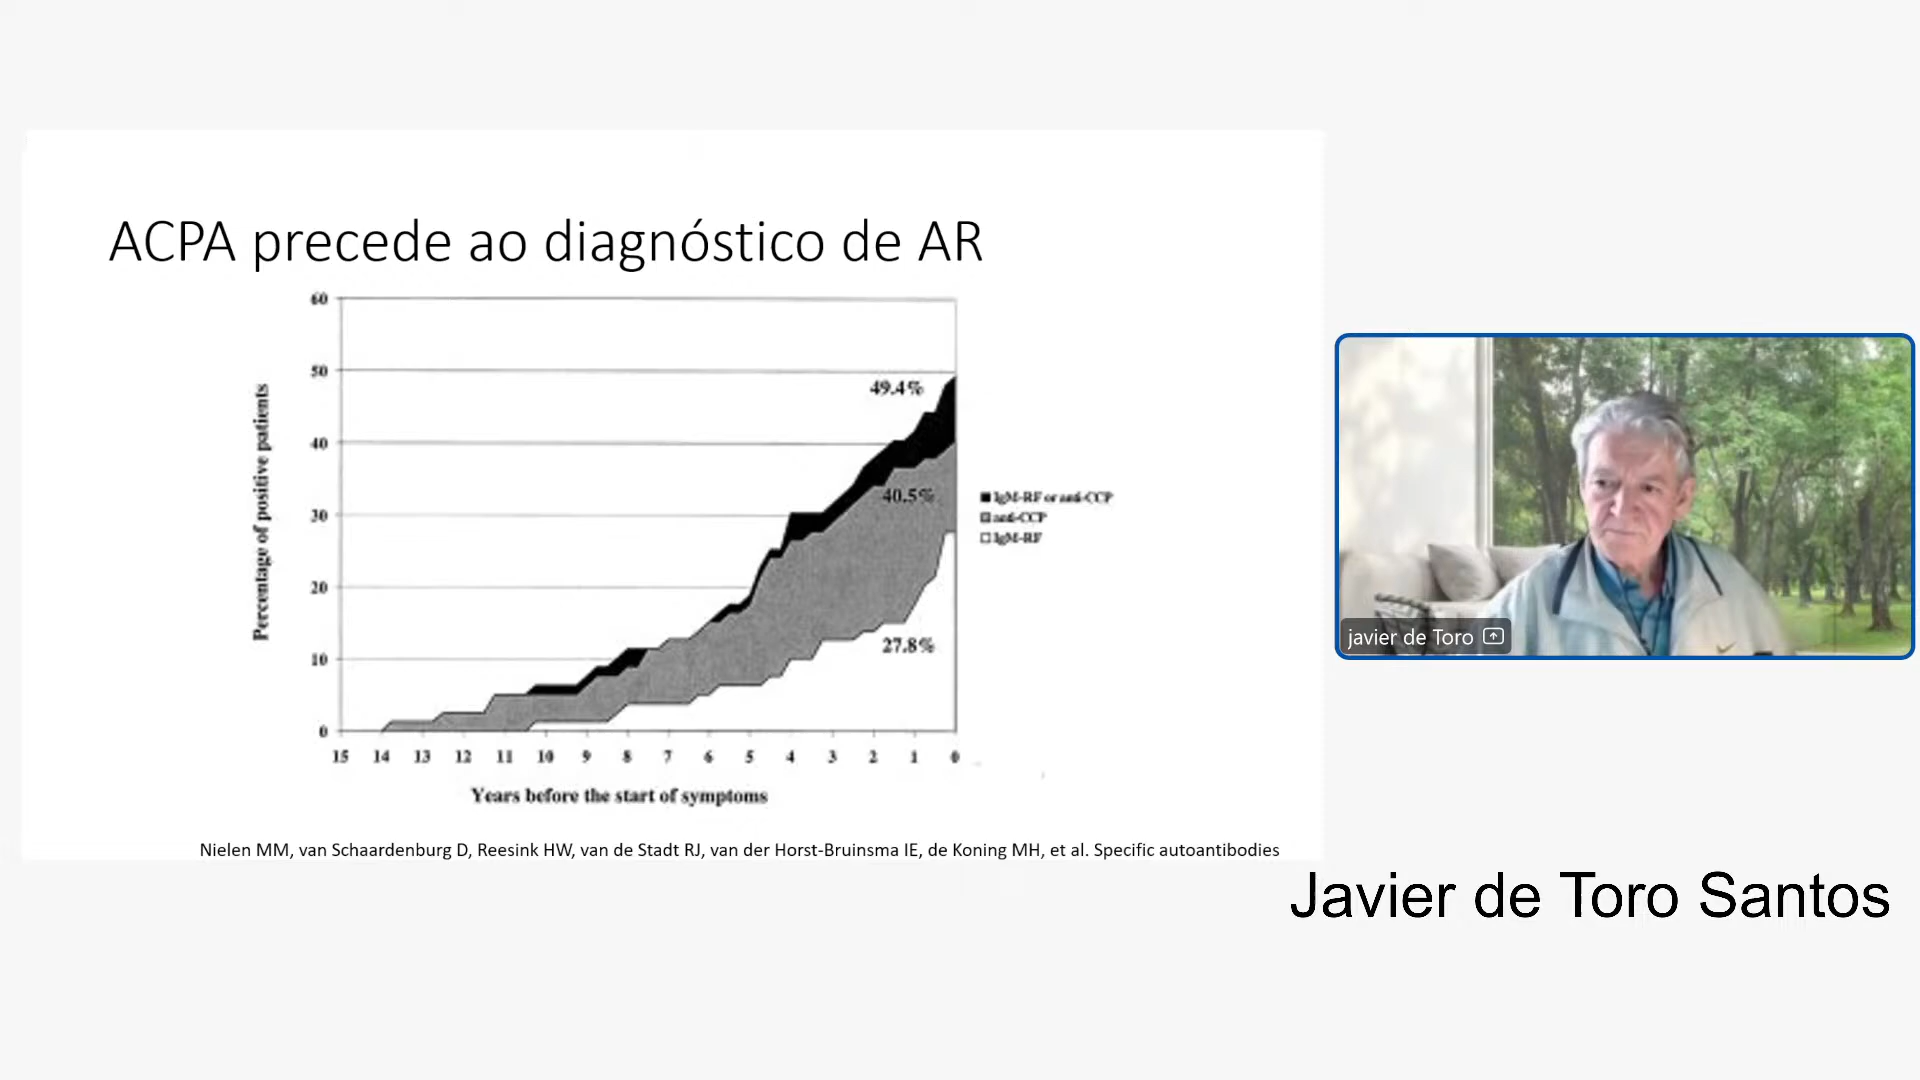 ACPA precede ao diagnóstico de AR
60
50
40
30
20
10
0
Percentage of positive patients
49.4%
40.5%
27.8%
IgM-RF or anti-CCP
anti-CCP
IgM-RF
15 14 13 12 11 10 9 8 7 6 5 4 3 2 1 0
Years before the start of symptoms
Nielen MM, van Schaardenburg D, Reesink HW, van de Stadt RJ, van der Horst-Bruinsma IE, de Koning MH, et al. Specific autoantibodies
javier de Toro
Javier de Toro Santos